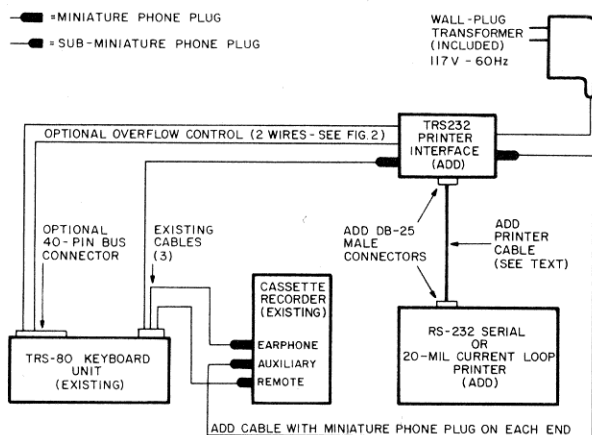 =MINIATURE PHONE PLUG
= SUB-MINIATURE PHONE PLUG
WALL-PLUG
TRANSFORMER
(INCLUDED)
117V - 60Hz
OPTIONAL OVERFLOW CONTROL (2 WIRES - SEE FIG. 2)
TRS232
PRINTER
INTERFACE
(ADD)
OPTIONAL
40-PIN BUS
CONNECTOR
EXISTING
CABLES
(3)
ADD DB-25
MALE
CONNECTORS
ADD
PRINTER
CABLE
(SEE TEXT)
CASSETTE
RECORDER
(EXISTING)
EARPHONE
AUXILIARY
REMOTE
TRS-80 KEYBOARD
UNIT
(EXISTING)
RS-232 SERIAL
OR
20-MIL CURRENT LOOP
PRINTER
(ADD)
ADD CABLE WITH MINIATURE PHONE PLUG ON EACH END